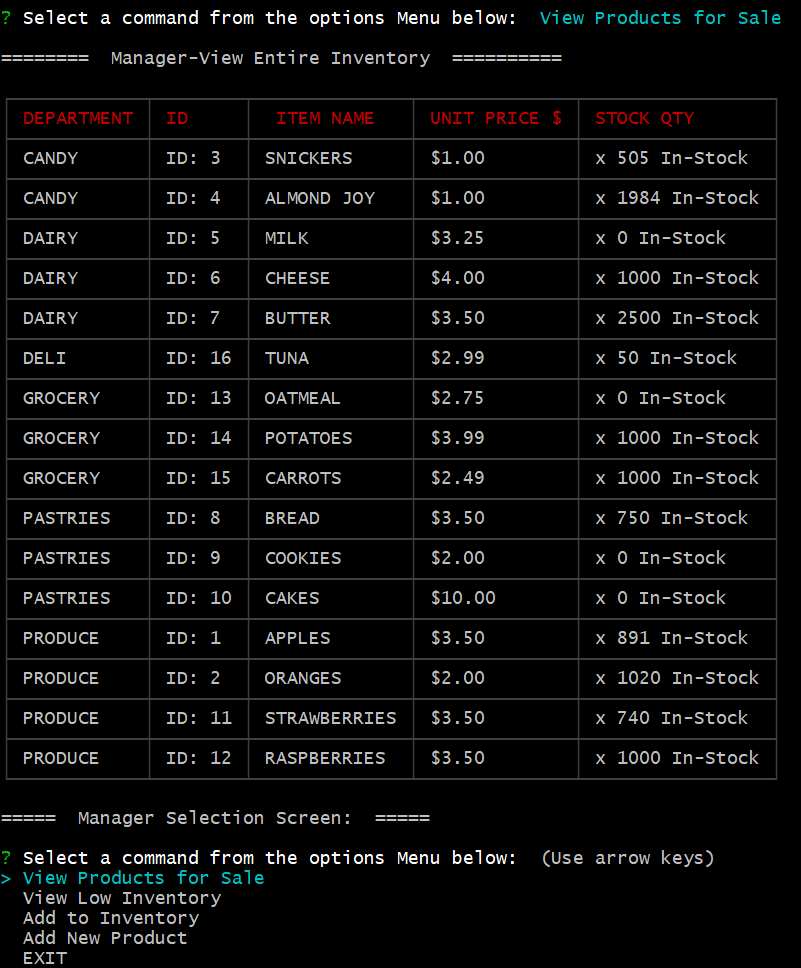 ? Select a command from the options Menu below:  View Products for Sale
========  Manager-View Entire Inventory  ==========
DEPARTMENT ID ITEM NAME UNIT PRICE $ STOCK QTY
CANDY ID: 3 SNICKERS $1.00 x 505 In-Stock
CANDY ID: 4 ALMOND JOY $1.00 x 1984 In-Stock
DAIRY ID: 5 MILK $3.25 x 0 In-Stock
DAIRY ID: 6 CHEESE $4.00 x 1000 In-Stock
DAIRY ID: 7 BUTTER $3.50 x 2500 In-Stock
DELI ID: 16 TUNA $2.99 x 50 In-Stock
GROCERY ID: 13 OATMEAL $2.75 x 0 In-Stock
GROCERY ID: 14 POTATOES $3.99 x 1000 In-Stock
GROCERY ID: 15 CARROTS $2.49 x 1000 In-Stock
PASTRIES ID: 8 BREAD $3.50 x 750 In-Stock
PASTRIES ID: 9 COOKIES $2.00 x 0 In-Stock
PASTRIES ID: 10 CAKES $10.00 x 0 In-Stock
PRODUCE ID: 1 APPLES $3.50 x 891 In-Stock
PRODUCE ID: 2 ORANGES $2.00 x 1020 In-Stock
PRODUCE ID: 11 STRAWBERRIES $3.50 x 740 In-Stock
PRODUCE ID: 12 RASPBERRIES $3.50 x 1000 In-Stock
=====  Manager Selection Screen:  =====
? Select a command from the options Menu below:  (Use arrow keys)
> View Products for Sale
View Low Inventory
Add to Inventory
Add New Product
EXIT